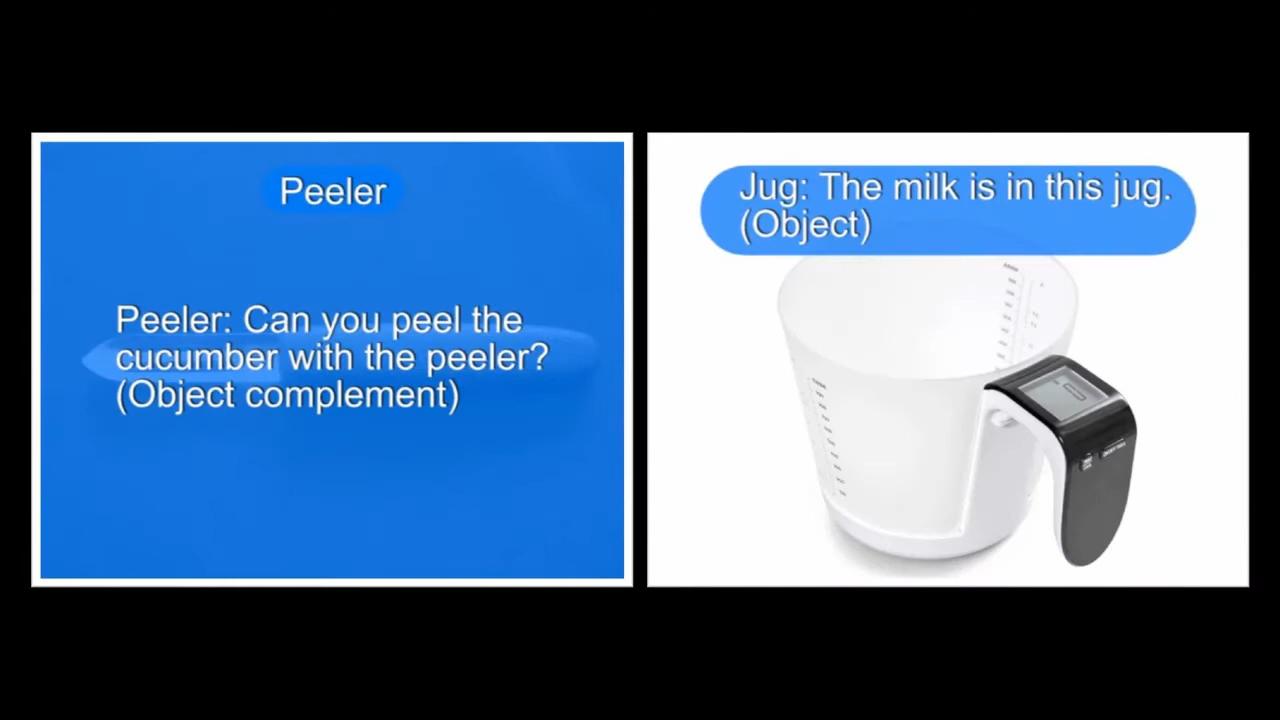 Peeler
Peeler: Can you peel the
cucumber with the peeler?
(Object complement)
Jug: The milk is in this jug.
(Object)